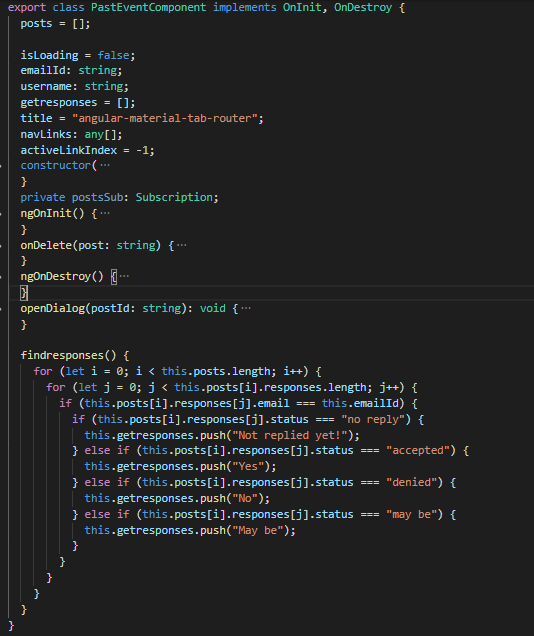 export class PastEventComponent implements OnInit, OnDestroy {
  posts = [];

  isLoading = false;
  emailId: string;
  username: string;
  getresponses = [];
  title = "angular-material-tab-router";
  navLinks: any[];
  activeLinkIndex = -1;
  constructor(···
  }
  private postsSub: Subscription;
  ngOnInit() {···
  }
  onDelete(post: string) {···
  }
  ngOnDestroy() {···
  }
  openDialog(postId: string): void {···
  }

  findresponses() {
    for (let i = 0; i < this.posts.length; i++) {
      for (let j = 0; j < this.posts[i].responses.length; j++) {
        if (this.posts[i].responses[j].email === this.emailId) {
          if (this.posts[i].responses[j].status === "no reply") {
            this.getresponses.push("Not replied yet!");
          } else if (this.posts[i].responses[j].status === "accepted") {
            this.getresponses.push("Yes");
          } else if (this.posts[i].responses[j].status === "denied") {
            this.getresponses.push("No");
          } else if (this.posts[i].responses[j].status === "may be") {
            this.getresponses.push("May be");
          }
        }
      }
    }
  }
}